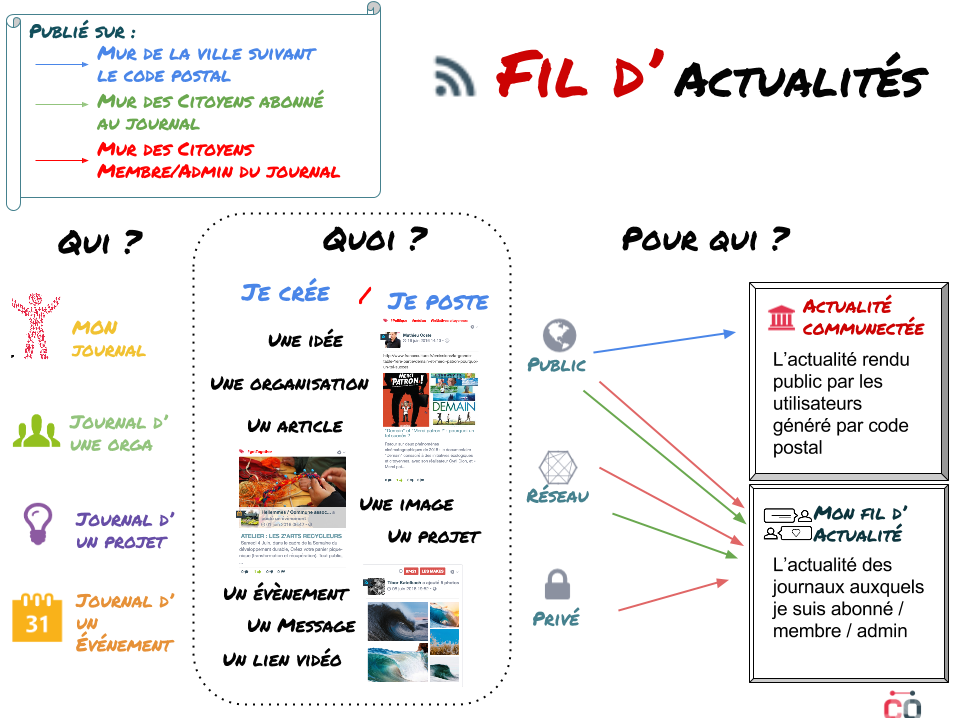 Publié sur :
Mur de la ville suivant
le code postal
Mur des Citoyens abonné
au journal
Mur des Citoyens
Membre/Admin du journal
Fil d' Actualités
Qui ?
Quoi ?
Pour qui ?
Je crée / Je poste
mon
journal
Journal d'
une orga
Journal d'
un projet
31
Journal d'
un
Événement
Une idée
Une organisation
Un article
Une image
Un projet
Un évènement
Un Message
Un lien vidéo
MERCI
PATRON !
DEMAIN
ATELIER : LES Z'ARTS RECYCLEURS
Public
Réseau
Privé
Actualité
communectée
L'actualité rendu
public par les
utilisateurs
généré par code
postal
Mon fil d'
Actualité
L'actualité des
journaux auxquels
je suis abonné /
membre / admin
CO